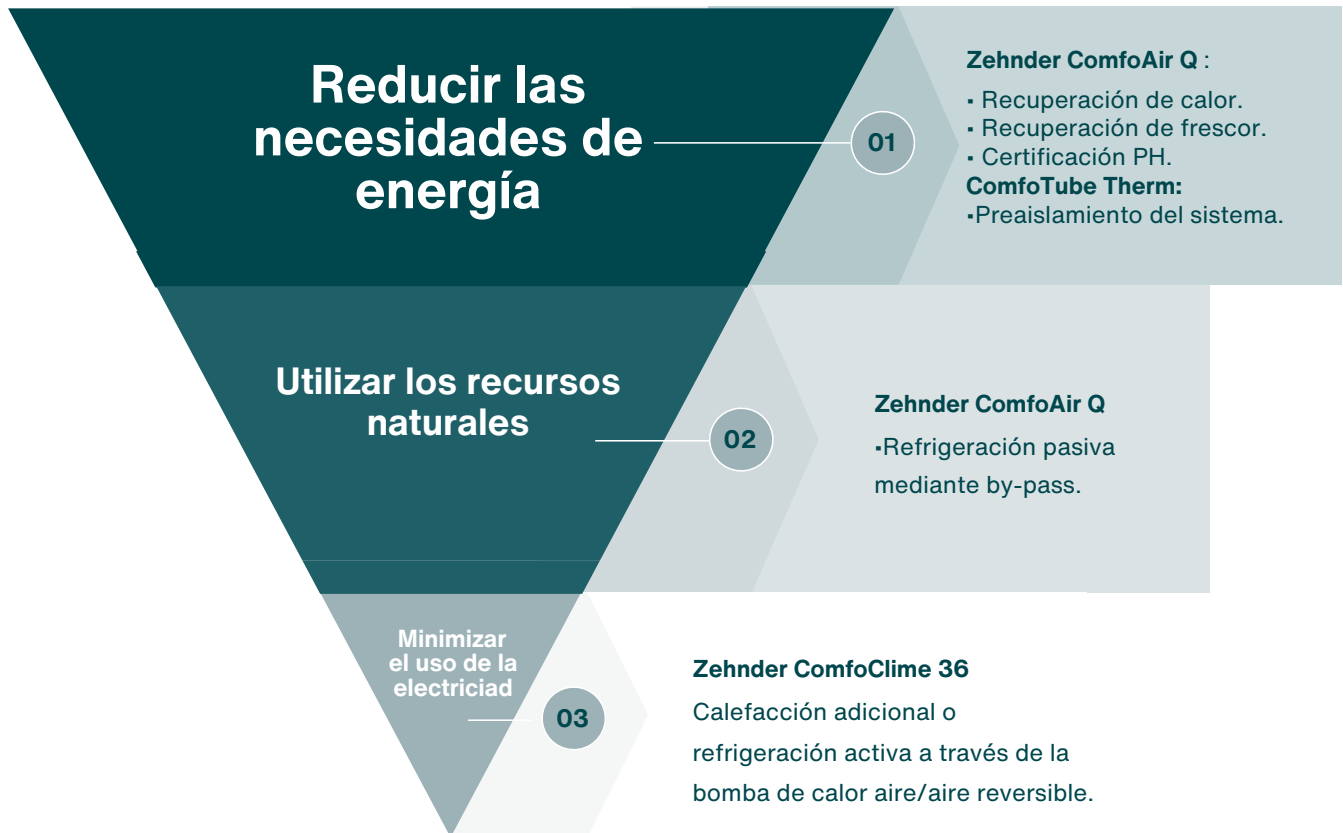 Reducir las
necesidades de
energía
01
Zehnder ComfoAir Q :
▪ Recuperación de calor.
▪ Recuperación de frescor.
▪ Certificación PH.
ComfoTube Therm:
▪Preaislamiento del sistema.
Utilizar los recursos
naturales
02
Zehnder ComfoAir Q
▪Refrigeración pasiva
mediante by-pass.
Minimizar
el uso de la
electriciad
03
Zehnder ComfoClime 36
Calefacción adicional o
refrigeración activa a través de la
bomba de calor aire/aire reversible.